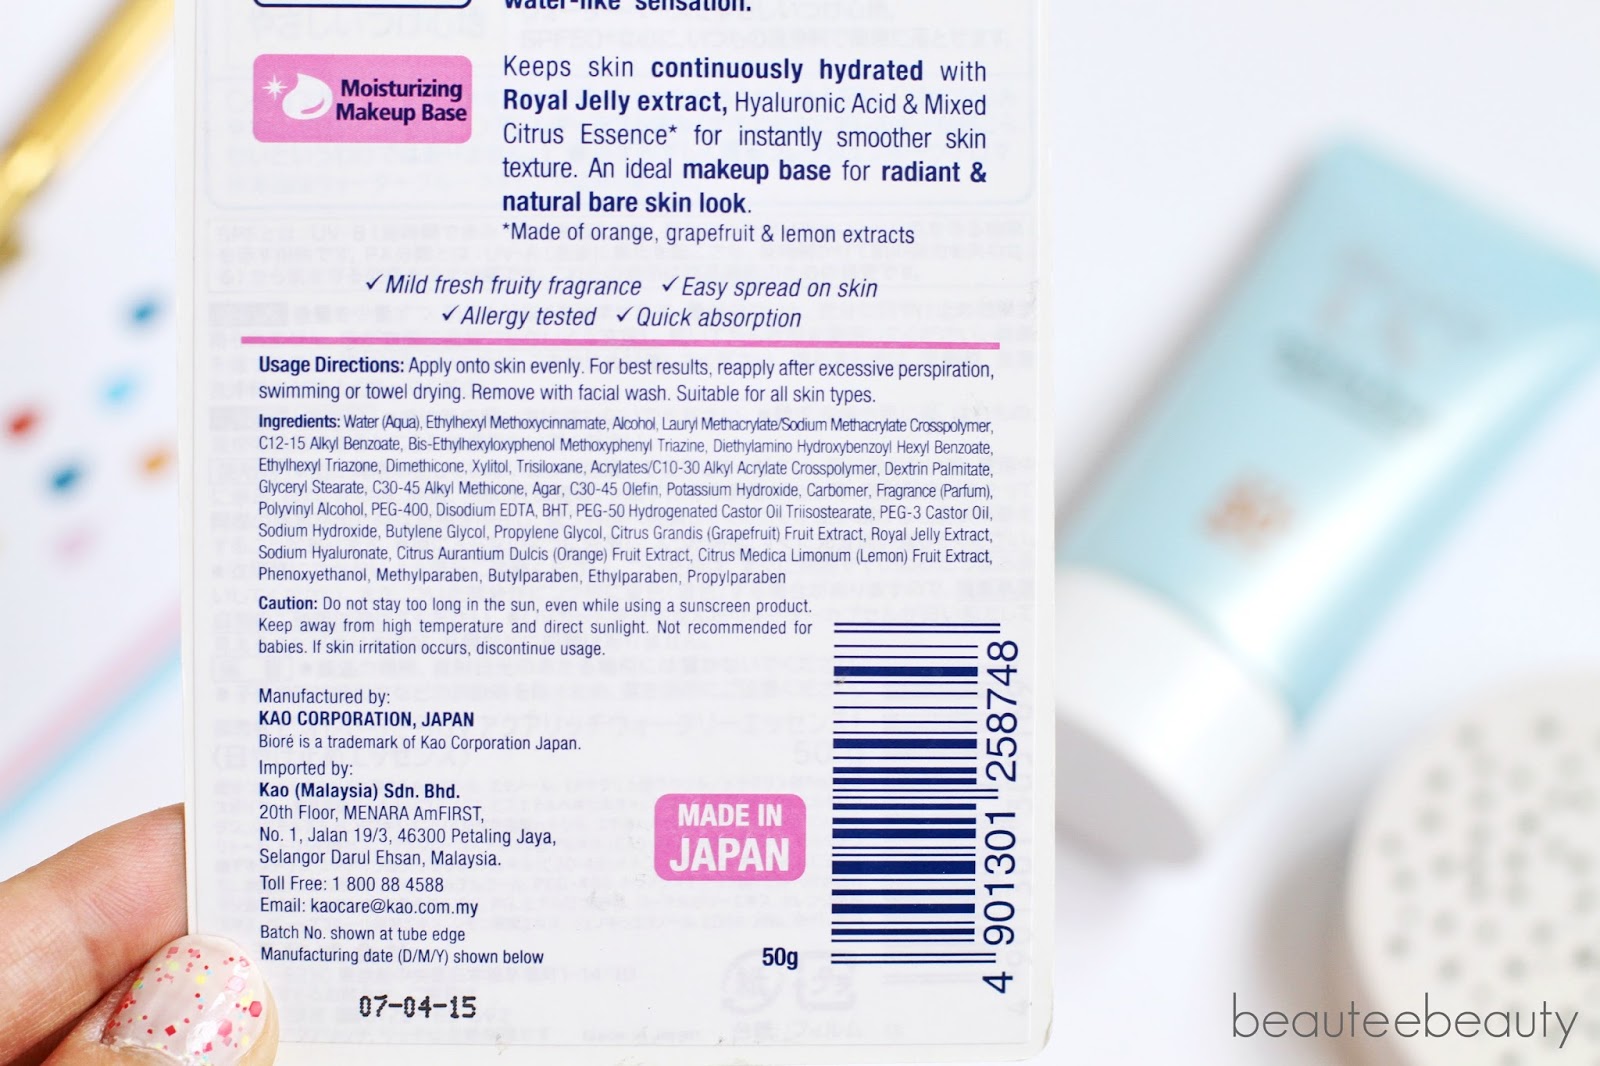 water-like sensation.
Moisturizing
Makeup Base
Keeps skin continuously hydrated with
Royal Jelly extract, Hyaluronic Acid & Mixed
Citrus Essence* for instantly smoother skin
texture. An ideal makeup base for radiant &
natural bare skin look.
*Made of orange, grapefruit & lemon extracts
✓Mild fresh fruity fragrance ✓Easy spread on skin
✓Allergy tested ✓Quick absorption
Usage Directions: Apply onto skin evenly. For best results, reapply after excessive perspiration,
swimming or towel drying. Remove with facial wash. Suitable for all skin types.
Ingredients: Water (Aqua), Ethylhexyl Methoxycinnamate, Alcohol, Lauryl Methacrylate/Sodium Methacrylate Crosspolymer,
C12-15 Alkyl Benzoate, Bis-Ethylhexyloxyphenol Methoxyphenyl Triazine, Diethylamino Hydroxybenzoyl Hexyl Benzoate,
Ethylhexyl Triazone, Dimethicone, Xylitol, Trisiloxane, Acrylates/C10-30 Alkyl Acrylate Crosspolymer, Dextrin Palmitate,
Glyceryl Stearate, C30-45 Alkyl Methicone, Agar, C30-45 Olefin, Potassium Hydroxide, Carbomer, Fragrance (Parfum),
Polyvinyl Alcohol, PEG-400, Disodium EDTA, BHT, PEG-50 Hydrogenated Castor Oil Triisostearate, PEG-3 Castor Oil,
Sodium Hydroxide, Butylene Glycol, Propylene Glycol, Citrus Grandis (Grapefruit) Fruit Extract, Royal Jelly Extract,
Sodium Hyaluronate, Citrus Aurantium Dulcis (Orange) Fruit Extract, Citrus Medica Limonum (Lemon) Fruit Extract,
Phenoxyethanol, Methylparaben, Butylparaben, Ethylparaben, Propylparaben
Caution: Do not stay too long in the sun, even while using a sunscreen product.
Keep away from high temperature and direct sunlight. Not recommended for
babies. If skin irritation occurs, discontinue usage.
Manufactured by:
KAO CORPORATION, JAPAN
Bioré is a trademark of Kao Corporation Japan.
Imported by:
Kao (Malaysia) Sdn. Bhd.
20th Floor, MENARA AmFIRST,
No. 1, Jalan 19/3, 46300 Petaling Jaya,
Selangor Darul Ehsan, Malaysia.
Toll Free: 1 800 88 4588
Email: kaocare@kao.com.my
Batch No. shown at tube edge
Manufacturing date (D/M/Y) shown below
07-04-15
MADE IN
JAPAN
50g
4 901301 258748
beauteebeauty